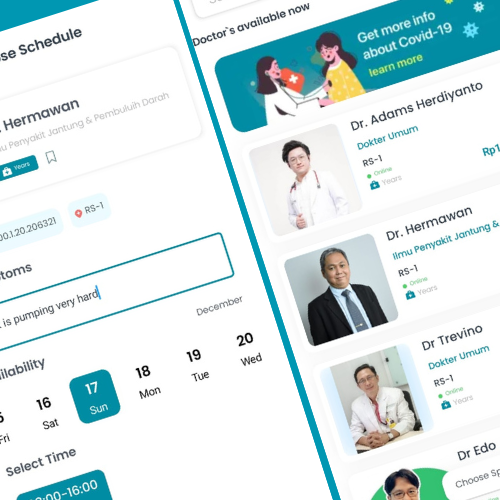 se Schedule
Hermawan
mu Penyakit Jantung & Pembuluih Darah
Years
00.1.20.206321
RS-1
toms
t is pumping very hard
December
ilability
Fri
16
Sat
17
Sun
18
Mon
19
Tue
20
Wed
Select Time
:00-16:00
Doctor's available now
Get more info
about Covid-19
learn more
Dr. Adams Herdiyanto
Dokter Umum
RS-1
Online
Years
Rp1
Dr. Hermawan
Ilmu Penyakit Jantung &
RS-1
Online
Years
Dr Trevino
Dokter Umum
RS-1
Online
Years
Dr Edo
Choose Sp